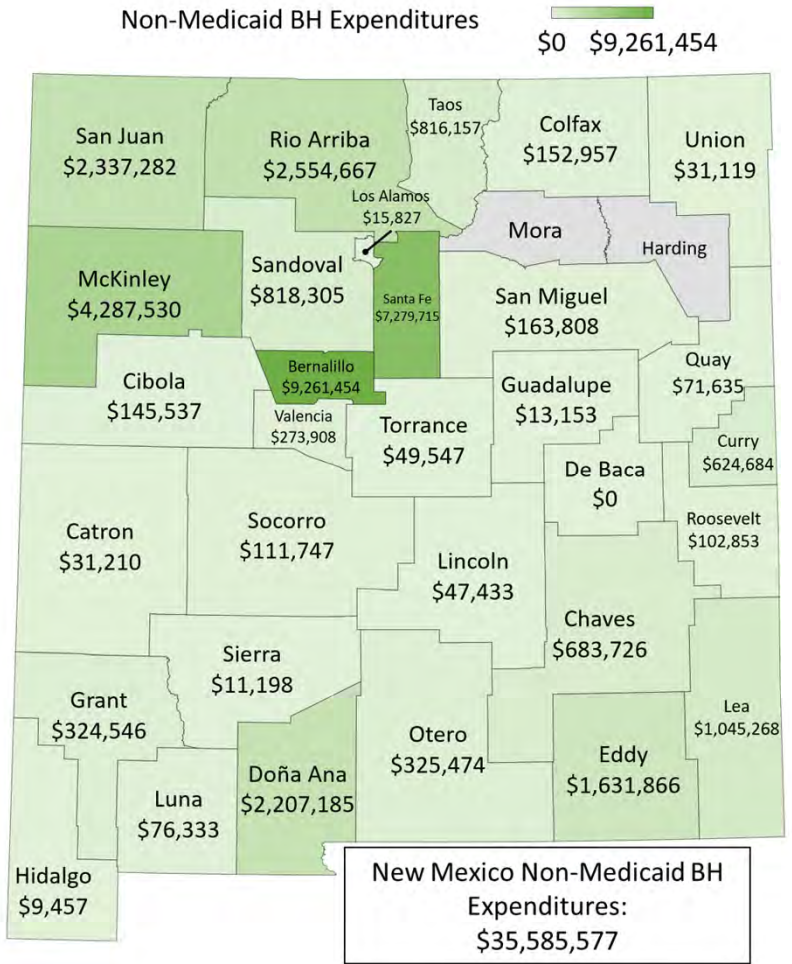 Non-Medicaid BH Expenditures
$0 $9,261,454
San Juan
$2,337,282
Rio Arriba
$2,554,667
Taos
$816,157
Colfax
$152,957
Union
$31,119
Los Alamos
$15,827
Mora
Harding
McKinley
$4,287,530
Sandoval
$818,305
Santa Fe
$7,279,715
San Miguel
$163,808
Bernalillo
$9,261,454
Cibola
$145,537
Valencia
$273,908
Torrance
$49,547
Guadalupe
$13,153
Quay
$71,635
Curry
$624,684
De Baca
$0
Roosevelt
$102,853
Catron
$31,210
Socorro
$111,747
Lincoln
$47,433
Chaves
$683,726
Sierra
$11,198
Grant
$324,546
Otero
$325,474
Lea
$1,045,268
Eddy
$1,631,866
Doña Ana
$2,207,185
Luna
$76,333
Hidalgo
$9,457
New Mexico Non-Medicaid BH
Expenditures:
$35,585,577